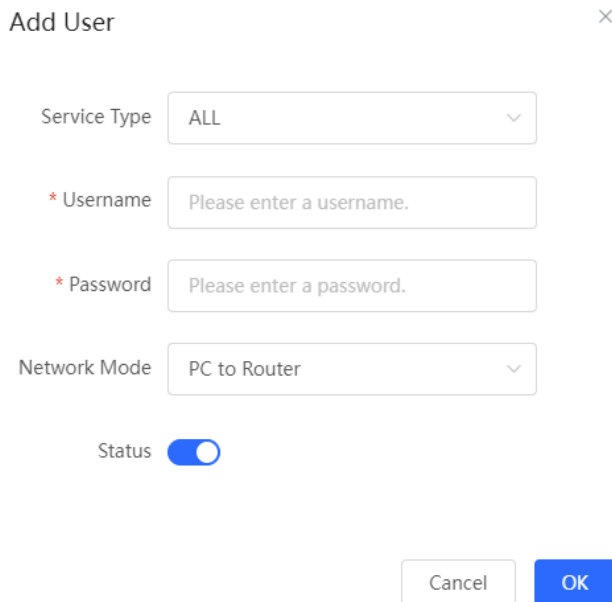 Add User
Service Type ALL
* Username Please enter a username.
* Password Please enter a password.
Network Mode PC to Router
Status
Cancel OK